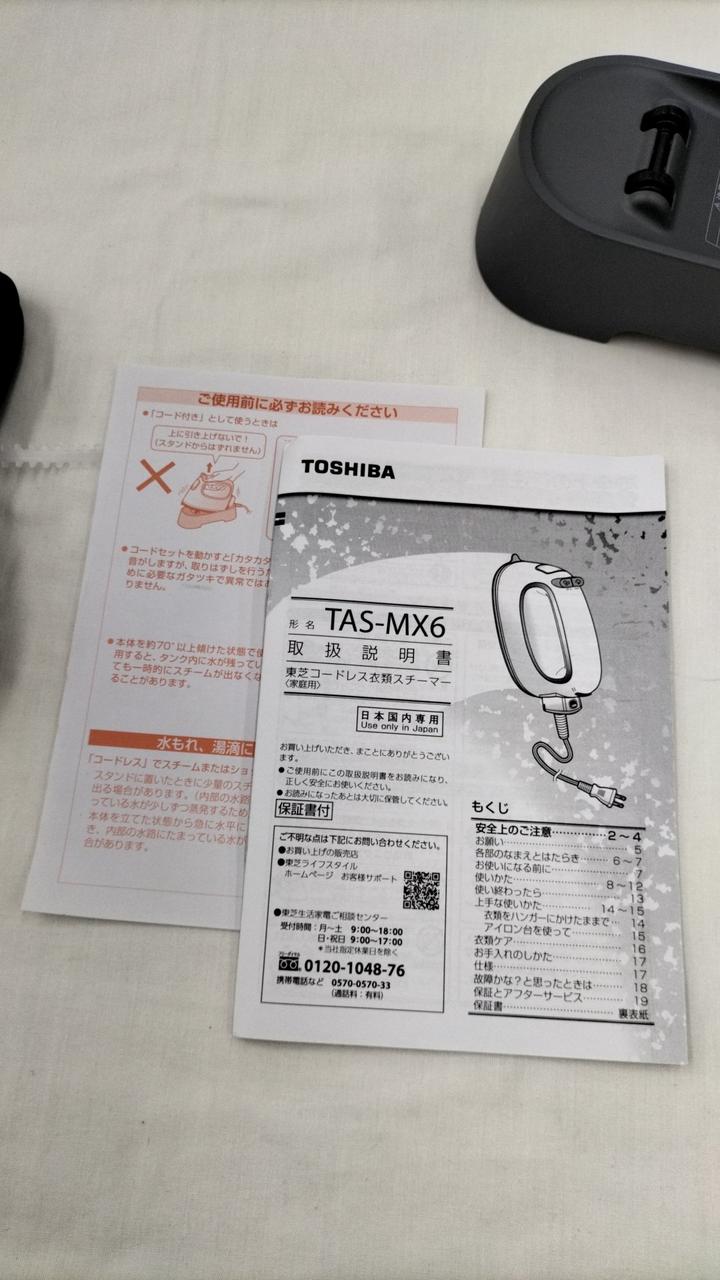 ご使用前に必ずお読みください
●「コード付き」として使うときは
上に引き上げないで！
(スタンドからはずれません)
●コードセットを動かすと「カタカタ
音がしますが、取りはずしを行うた
めに必要なガタツキで異常ではあ
りません。
●本体を約70°以上傾けた状態で使
用すると、タンク内に水が残ってい
ても一時的にスチームが出なくな
ることがあります。
水もれ、湯滴に
「コードレス」でスチームまたはショ
スタンドに置いたときに少量のスチ
出る場合があります。(内部の水路
っている水が少しずつ蒸発するため
本体を立てた状態から急に水平に
き、内部の水路にたまっている水が
合があります。
TOSHIBA
形名 TAS-MX6
取扱説明書
東芝コードレス衣類スチーマー
〈家庭用〉
日本国内専用
Use only in Japan
お買い上げいただき、まことにありがとうござい
ます。
●ご使用前にこの取扱説明書をお読みになり、
正しく安全にお使いください。
●お読みになったあとは大切に保管してください。
保証書付
ご不明な点は下記にお問い合わせください。
●お買い上げの販売店
●東芝ライフスタイル
ホームページ お客様サポート
●東芝生活家電ご相談センター
受付時間：月～土 9：00～18：00
日・祝日 9：00～17：00
＊当社指定休業日を除く
フリーダイヤル
0120-1048-76
携帯電話など 0570-0570-33
(通話料：有料)
もくじ
安全上のご注意 2～4
お願い 5
各部のなまえとはたらき 6～7
お使いになる前に 7
使いかた 8～12
使い終わったら 13
上手な使いかた 14～15
衣類をハンガーにかけたままで 14
アイロン台を使って 15
衣類ケア 16
お手入れのしかた 17
仕様 17
故障かな？と思ったときは 18
保証とアフターサービス 19
保証書 裏表紙